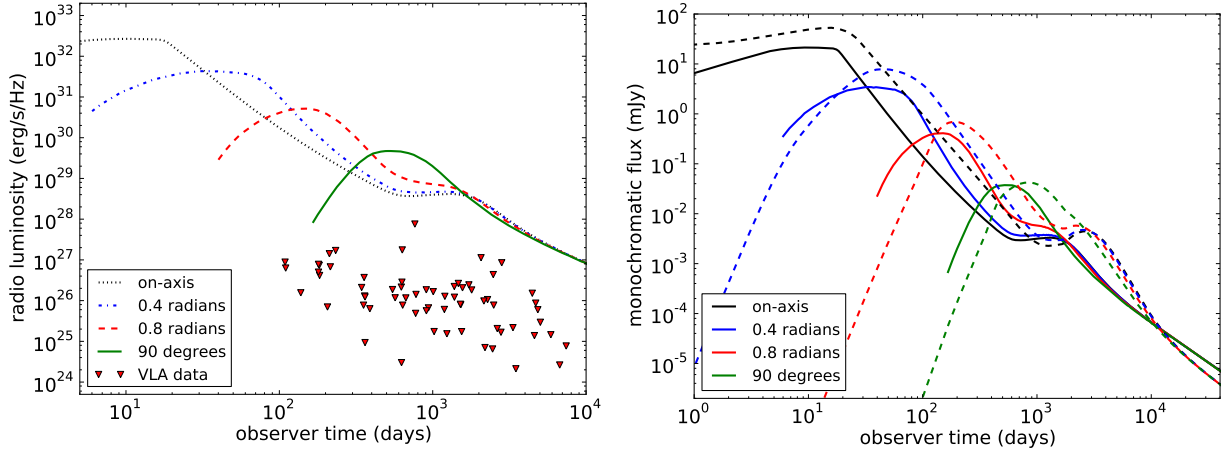 radio luminosity (erg/s/Hz)
10^33
10^32
10^31
10^30
10^29
10^28
10^27
10^26
10^25
10^24
on-axis
0.4 radians
0.8 radians
90 degrees
VLA data
10^1 10^2 10^3 10^4
observer time (days)
monochromatic flux (mJy)
10^2
10^1
10^0
10^-1
10^-2
10^-3
10^-4
10^-5
on-axis
0.4 radians
0.8 radians
90 degrees
10^0 10^1 10^2 10^3 10^4
observer time (days)